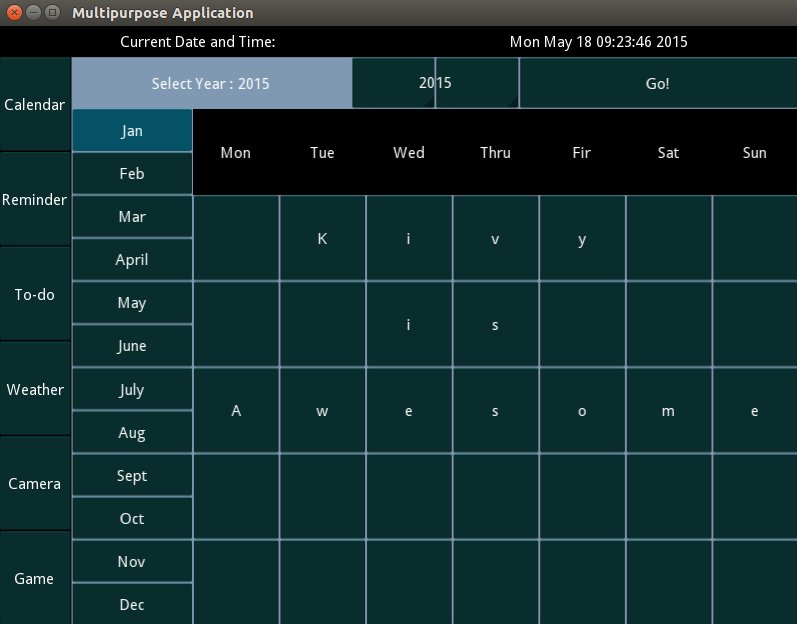 Multipurpose Application
Current Date and Time: Mon May 18 09:23:46 2015
Calendar
Reminder
To-do
Weather
Camera
Game
Select Year : 2015 2015 Go!
Jan
Feb
Mar
April
May
June
July
Aug
Sept
Oct
Nov
Dec
Mon Tue Wed Thru Fir Sat Sun
K i v y
i s
A w e s o m e